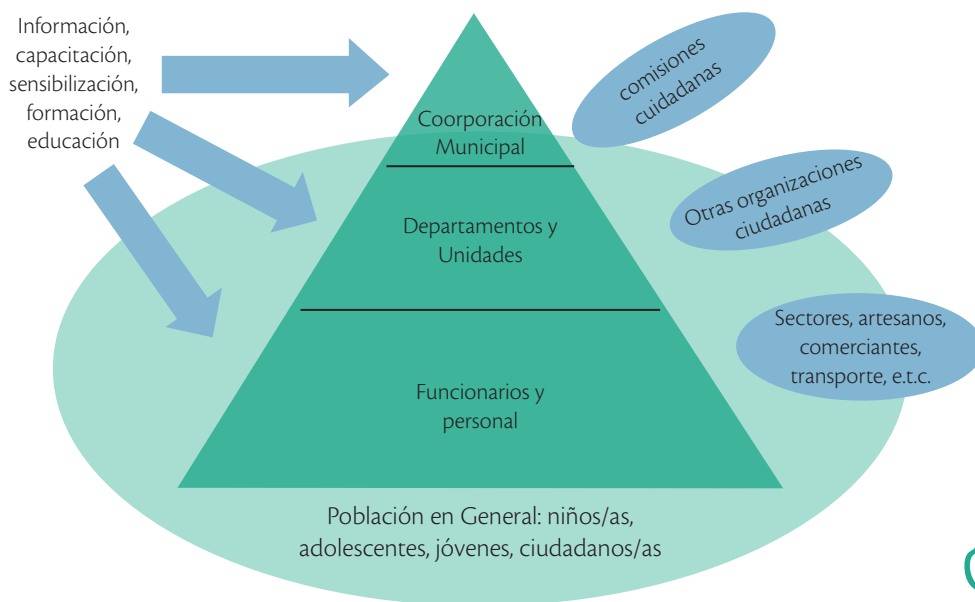 Información,
capacitación,
sensibilización,
formación,
educación
Coorporación
Municipal
Departamentos y
Unidades
Funcionarios y
personal
Población en General: niños/as,
adolescentes, jóvenes, ciudadanos/as
comisiones
cuidadanas
Otras organizaciones
ciudadanas
Sectores, artesanos,
comerciantes,
transporte, e.t.c.